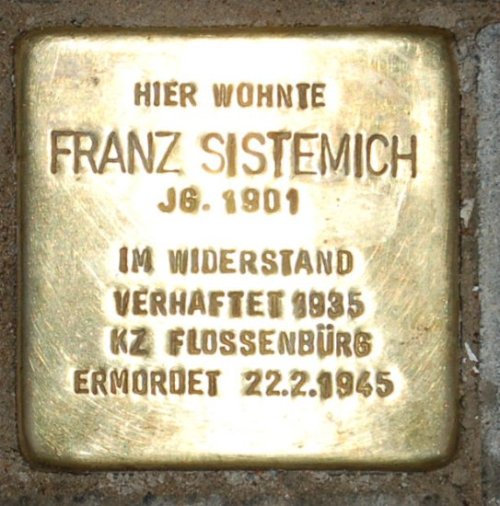 HIER WOHNTE
FRANZ SISTEMICH
JG. 1901
IM WIDERSTAND
VERHAFTET 1935
KZ FLOSSENBÜRG
ERMORDET 22.2.1945